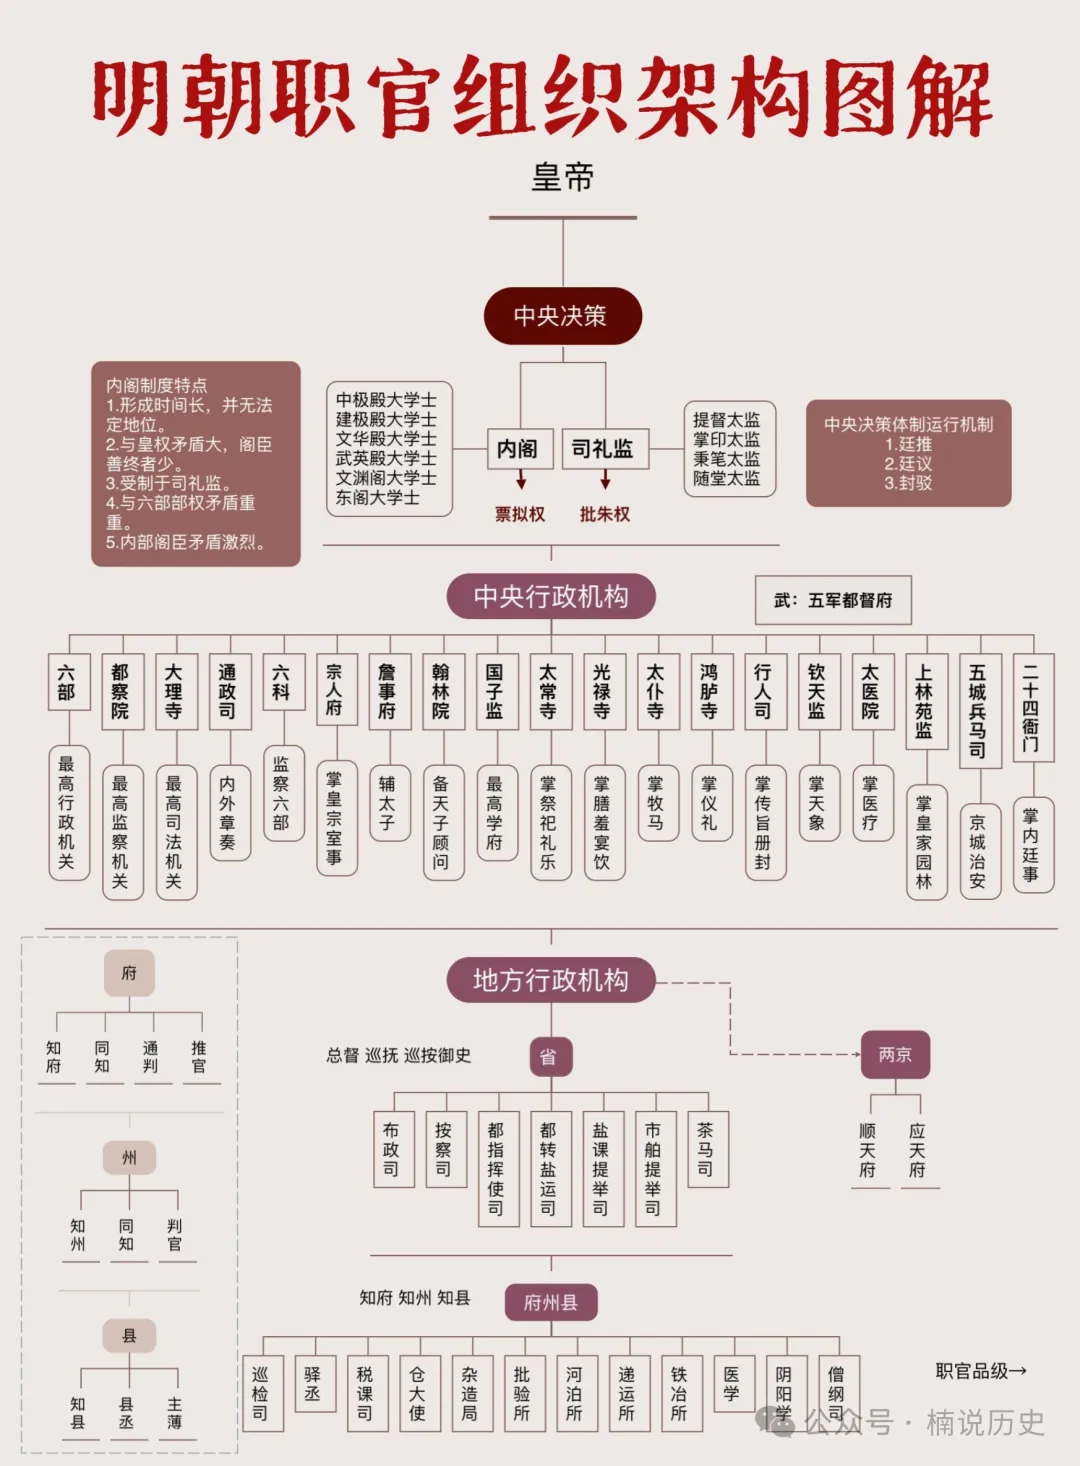 明朝职官组织架构图解
皇帝
中央决策
内阁制度特点
1.形成时间长，并无法
定地位。
2.与皇权矛盾大，阁臣
善终者少。
3.受制于司礼监。
4.与六部部权矛盾重
重。
5.内部阁臣矛盾激烈。
中极殿大学士
建极殿大学士
文华殿大学士
武英殿大学士
文渊阁大学士
东阁大学士
内阁
司礼监
票拟权
批朱权
提督太监
掌印太监
秉笔太监
随堂太监
中央决策体制运行机制
1.廷推
2.廷议
3.封驳
中央行政机构
武：五军都督府
六部
都察院
大理寺
通政司
六科
宗人府
詹事府
翰林院
国子监
太常寺
光禄寺
太仆寺
鸿胪寺
行人司
钦天监
太医院
上林苑监
五城兵马司
二十四衙门
最高行政机关
最高监察机关
最高司法机关
内外章奏
监察六部
掌皇宗室事
辅太子
备天子顾问
最高学府
掌祭祀礼乐
掌膳羞宴饮
掌牧马
掌仪礼
掌传旨册封
掌天象
掌医疗
掌皇家园林
京城治安
掌内廷事
地方行政机构
总督 巡抚 巡按御史
省
两京
顺天府
应天府
布政司
按察司
都指挥使司
都转盐运司
盐课提举司
市舶提举司
茶马司
知府 知州 知县
府州县
巡检司
驿丞
税课司
仓大使
杂造局
批验所
河泊所
递运所
铁冶所
医学
阴阳学
僧纲司
府
知府
同知
通判
推官
州
知州
同知
判官
县
知县
县丞
主薄
职官品级→
公众号 · 楠说历史